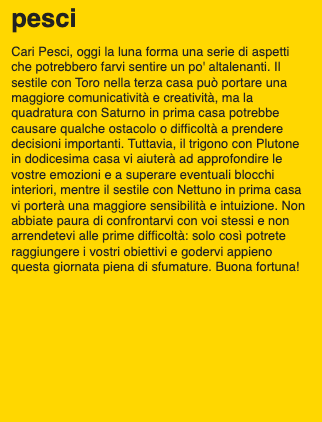 pesci
Cari Pesci, oggi la luna forma una serie di aspetti
che potrebbero farvi sentire un po' altalenanti. Il
sestile con Toro nella terza casa può portare una
maggiore comunicatività e creatività, ma la
quadratura con Saturno in prima casa potrebbe
causare qualche ostacolo o difficoltà a prendere
decisioni importanti. Tuttavia, il trigono con Plutone
in dodicesima casa vi aiuterà ad approfondire le
vostre emozioni e a superare eventuali blocchi
interiori, mentre il sestile con Nettuno in prima casa
vi porterà una maggiore sensibilità e intuizione. Non
abbiate paura di confrontarvi con voi stessi e non
arrendetevi alle prime difficoltà: solo così potrete
raggiungere i vostri obiettivi e godervi appieno
questa giornata piena di sfumature. Buona fortuna!